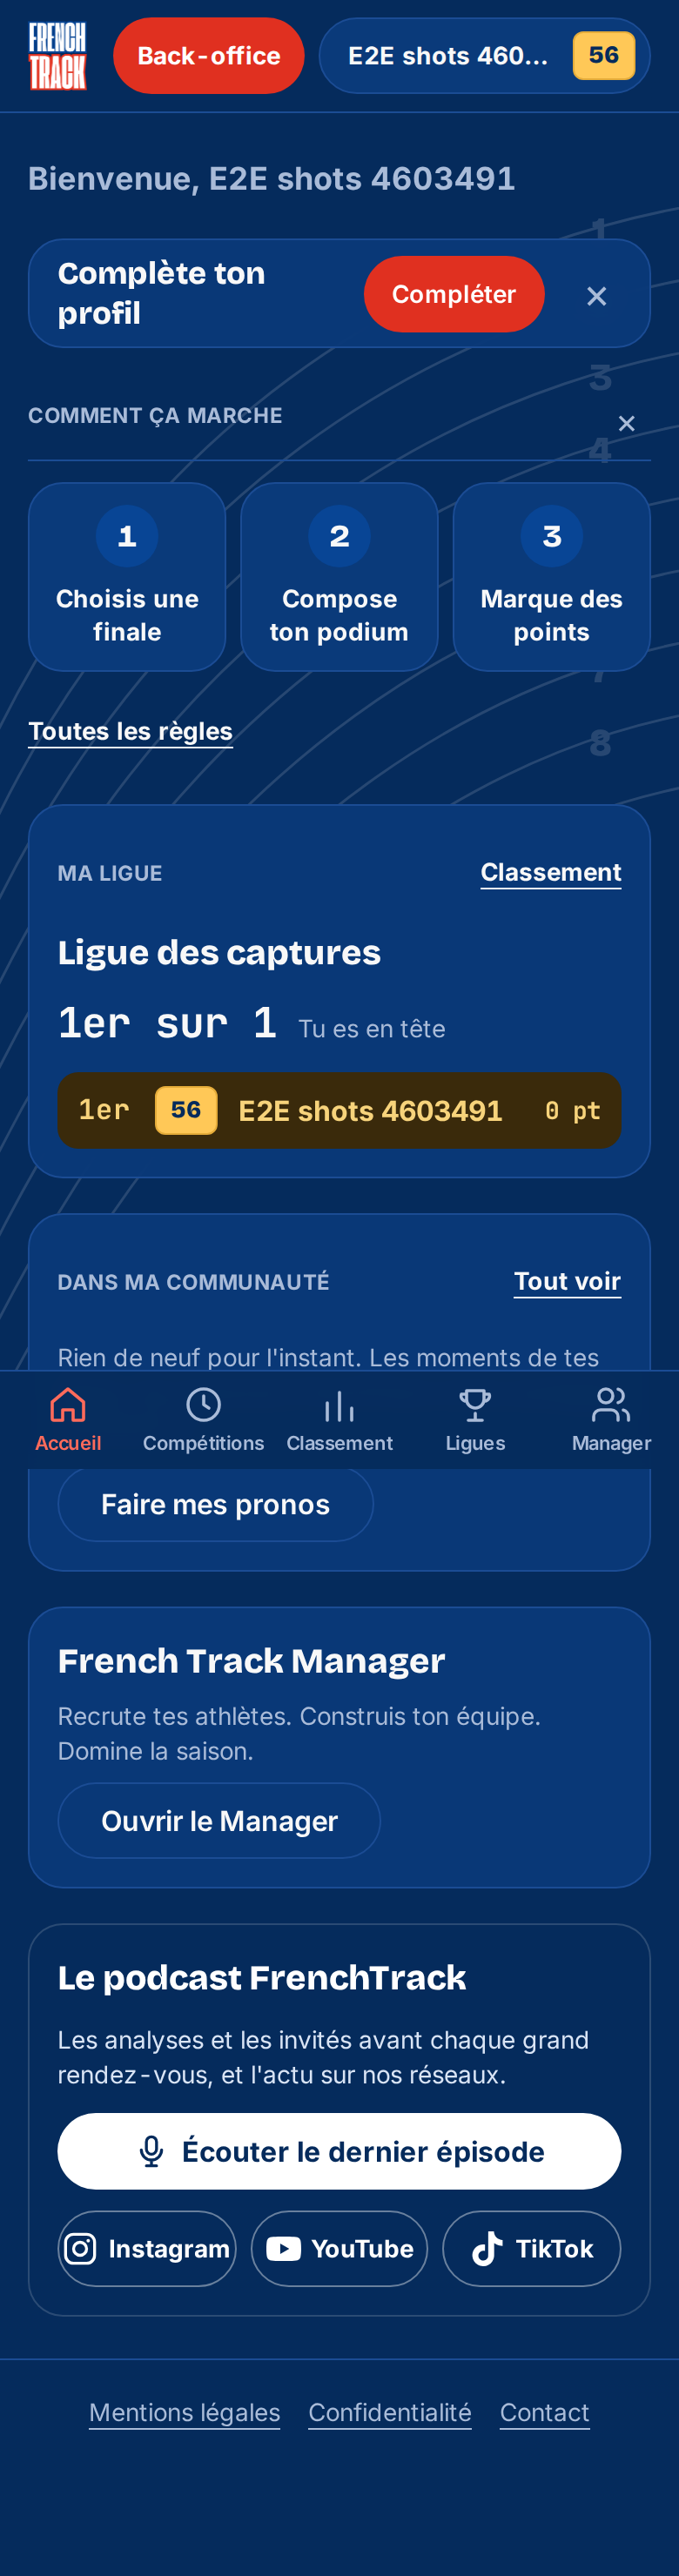 FRENCH
TRACK
Back-office
E2E shots 460... 56
Bienvenue, E2E shots 4603491
1
Complète ton
profil
Compléter
3
COMMENT ÇA MARCHE
4
1
Choisis une
finale
2
Compose
ton podium
3
Marque des
points
7
Toutes les règles
8
MA LIGUE
Classement
Ligue des captures
1er sur 1 Tu es en tête
1er 56 E2E shots 4603491 0 pt
DANS MA COMMUNAUTÉ
Tout voir
Rien de neuf pour l'instant. Les moments de tes
Accueil
Compétitions
Classement
Ligues
Manager
Faire mes pronos
French Track Manager
Recrute tes athlètes. Construis ton équipe.
Domine la saison.
Ouvrir le Manager
Le podcast FrenchTrack
Les analyses et les invités avant chaque grand
rendez-vous, et l'actu sur nos réseaux.
Écouter le dernier épisode
Instagram
YouTube
TikTok
Mentions légales
Confidentialité
Contact